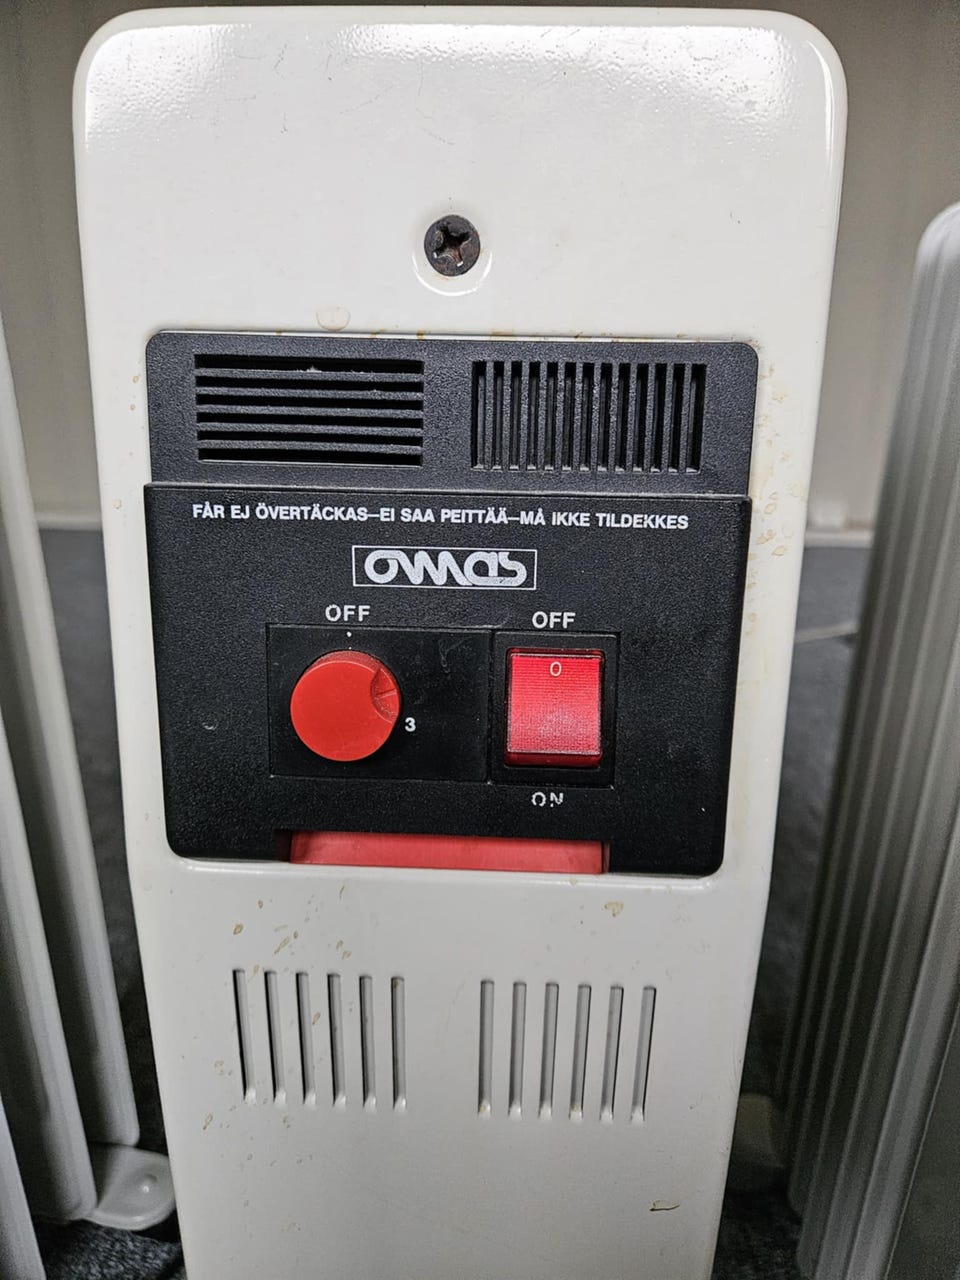 FÅR EJ ÖVERTÄCKAS–EI SAA PEITTÄÄ–MÅ IKKE TILDEKKES
OMAS
OFF OFF
0
3
ON